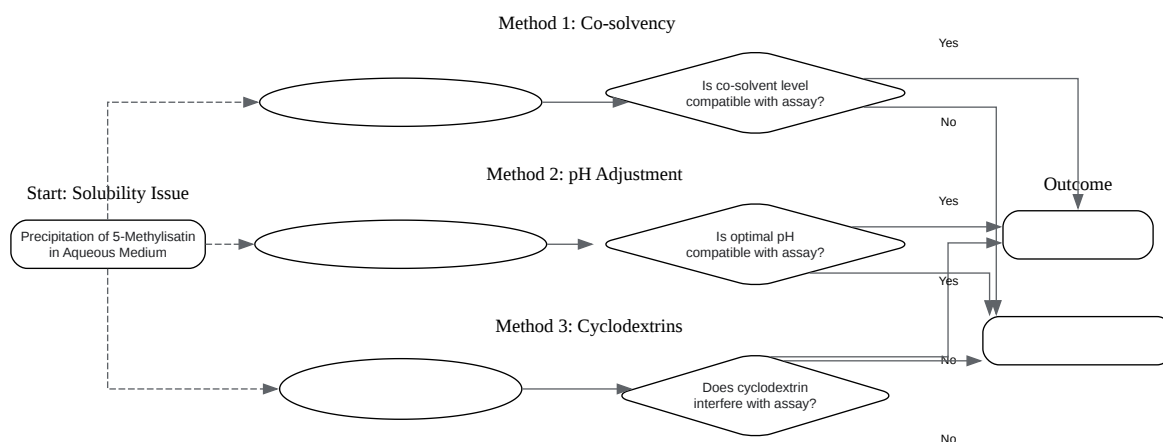 Method 1: Co-solvency
Yes
Is co-solvent level
compatible with assay?
No
Method 2: pH Adjustment
Start: Solubility Issue
Outcome
Yes
Precipitation of 5-Methylisatin
in Aqueous Medium
Is optimal pH
compatible with assay?
Yes
Method 3: Cyclodextrins
No
Does cyclodextrin
interfere with assay?
No